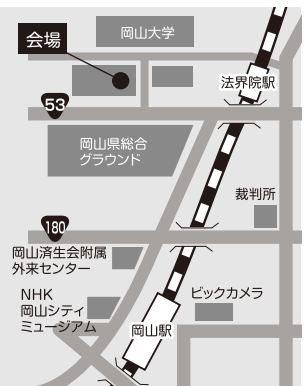 岡山大学
会場
法界院駅
53
岡山県総合
グラウンド
裁判所
180
岡山済生会附属
外来センター
NHK
岡山シティ
ミュージアム
ビックカメラ
岡山駅